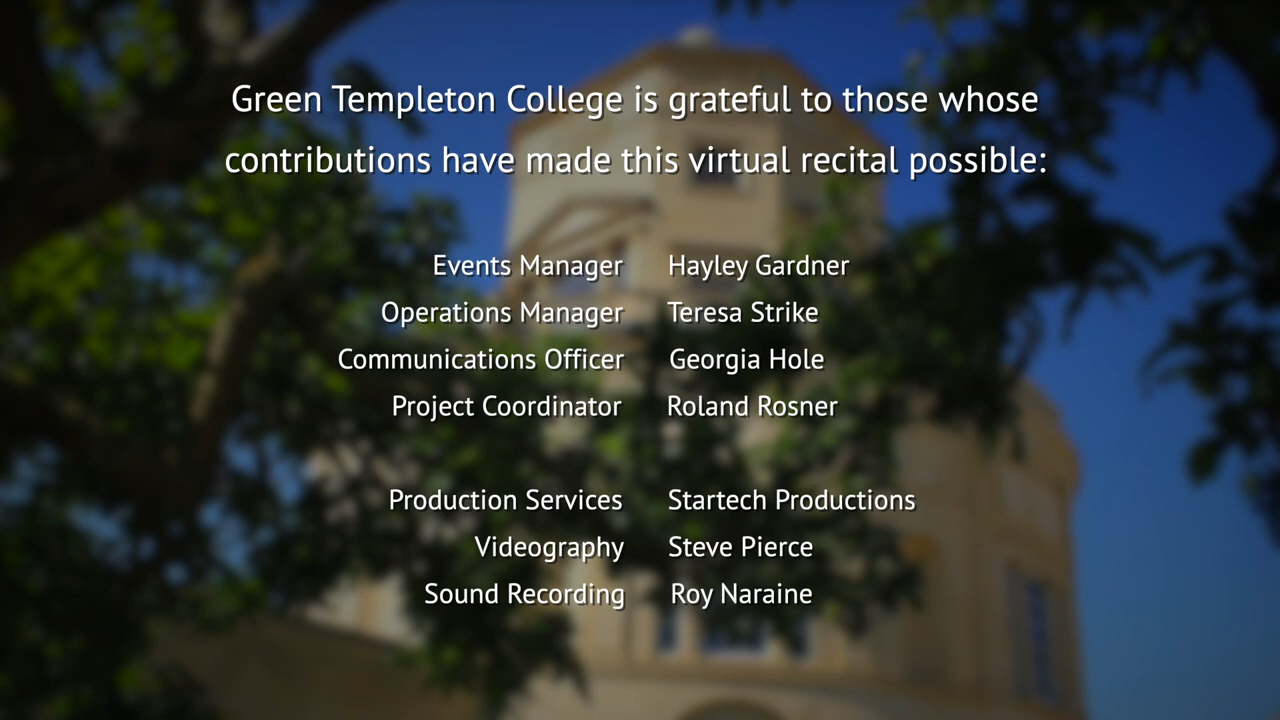 Green Templeton College is grateful to those whose
contributions have made this virtual recital possible:
Events Manager Hayley Gardner
Operations Manager Teresa Strike
Communications Officer Georgia Hole
Project Coordinator Roland Rosner
Production Services Startech Productions
Videography Steve Pierce
Sound Recording Roy Naraine